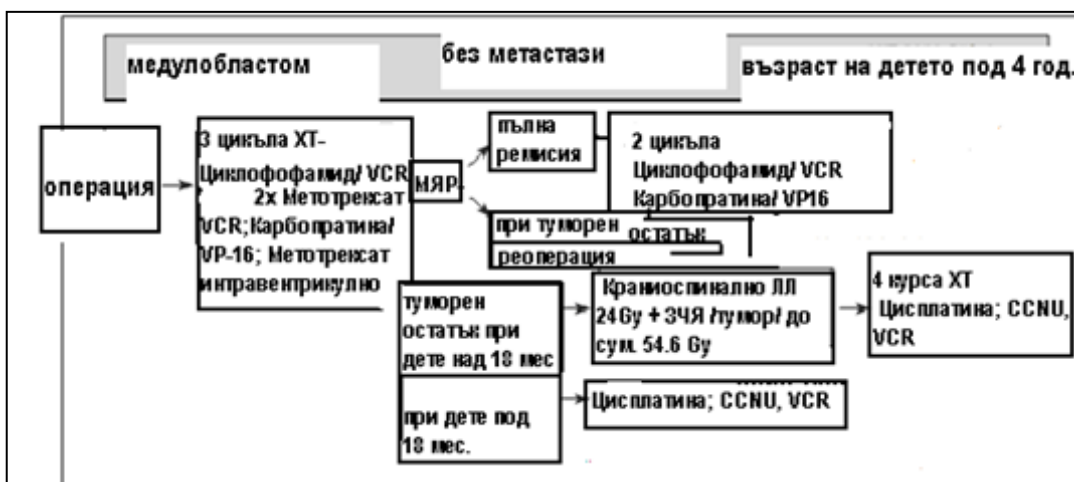 медулобластом
без метастази
възраст на детето под 4 год.
операция
3 цикъла ХТ-
Циклофофамид/ VCR
2х Метотрексат
VCR;Карбопратина/
VP-16; Метотрексат
интравентрикулно
МЯР-
пълна
ремисия
2 цикъла
Циклофофамид/ VCR
Карбопратина/ VP16
при туморен
остатък
реоперация
туморен
остатък при
дете над 18 мес
при дете под
18 мес.
Краниоспинално ЛЛ
24Gy + ЗЧЯ /тумор/ до
сум. 54.6 Gy
4 курса ХТ
Цисплатина; CCNU,
VCR
Цисплатина; CCNU, VCR